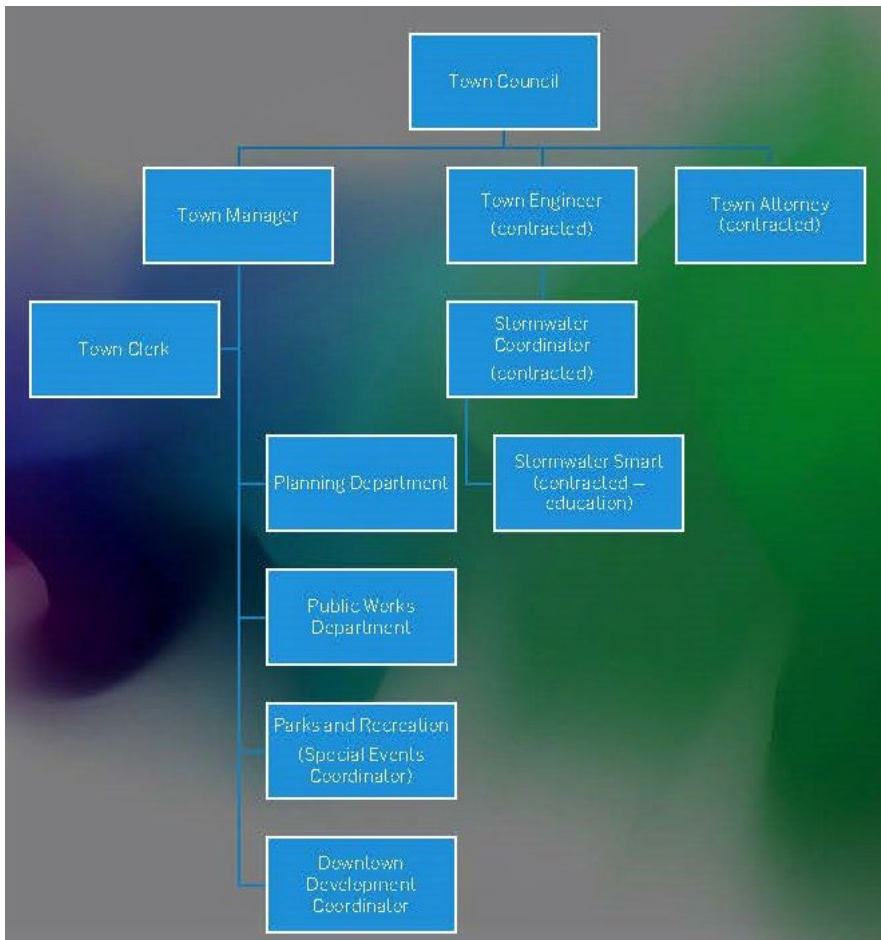 Town Council
Town Manager
Town Engineer
(contracted)
Town Attorney
(contracted)
Town Clerk
Stormwater
Coordinator
(contracted)
Planning Department
Stormwater Smart
(contracted –
education)
Public Works
Department
Parks and Recreation
(Special Events
Coordinator)
Downtown
Development
Coordinator